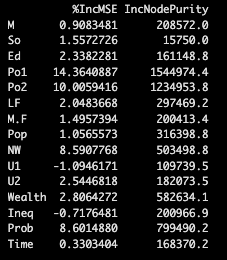 %IncMSE IncNodePurity
M 0.9083481 208572.0
So 1.5572726 15750.0
Ed 2.3382281 161148.8
Po1 14.3640887 1544974.4
Po2 10.0059416 1234953.8
LF 2.0483668 297469.2
M.F 1.4957394 200413.4
Pop 1.0565573 316398.8
NW 8.5907768 503498.8
U1 -1.0946171 109739.5
U2 2.5446818 182073.5
Wealth 2.8064272 582634.1
Ineq -0.7176481 200966.9
Prob 8.6014880 799490.2
Time 0.3303404 168370.2